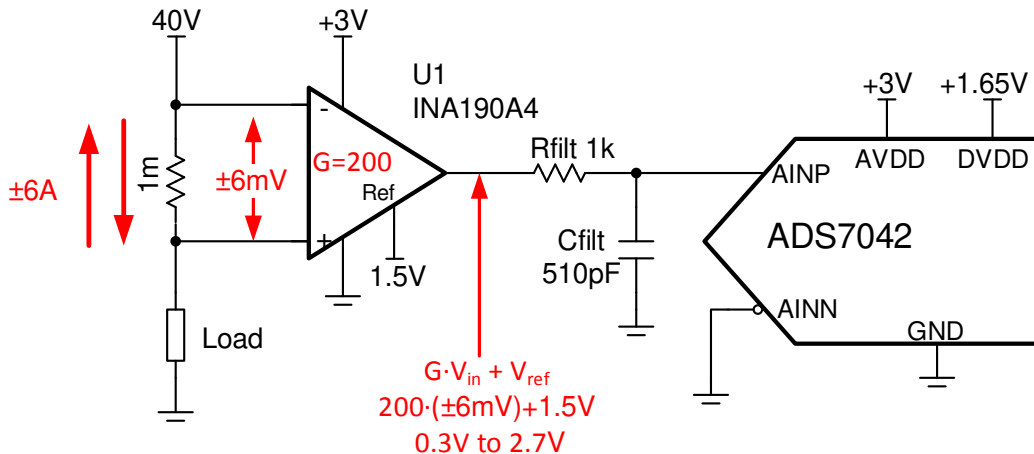 40V
+3V
U1
INA190A4
+3V
+1.65V
Rfilt 1k
AVDD
DVDD
-
G=200
±6mV
1m
±6A
Ref
AINP
+
1.5V
Cfilt
510pF
ADS7042
AINN
Load
GND
G·Vin + Vref
200·(±6mV)+1.5V
0.3V to 2.7V